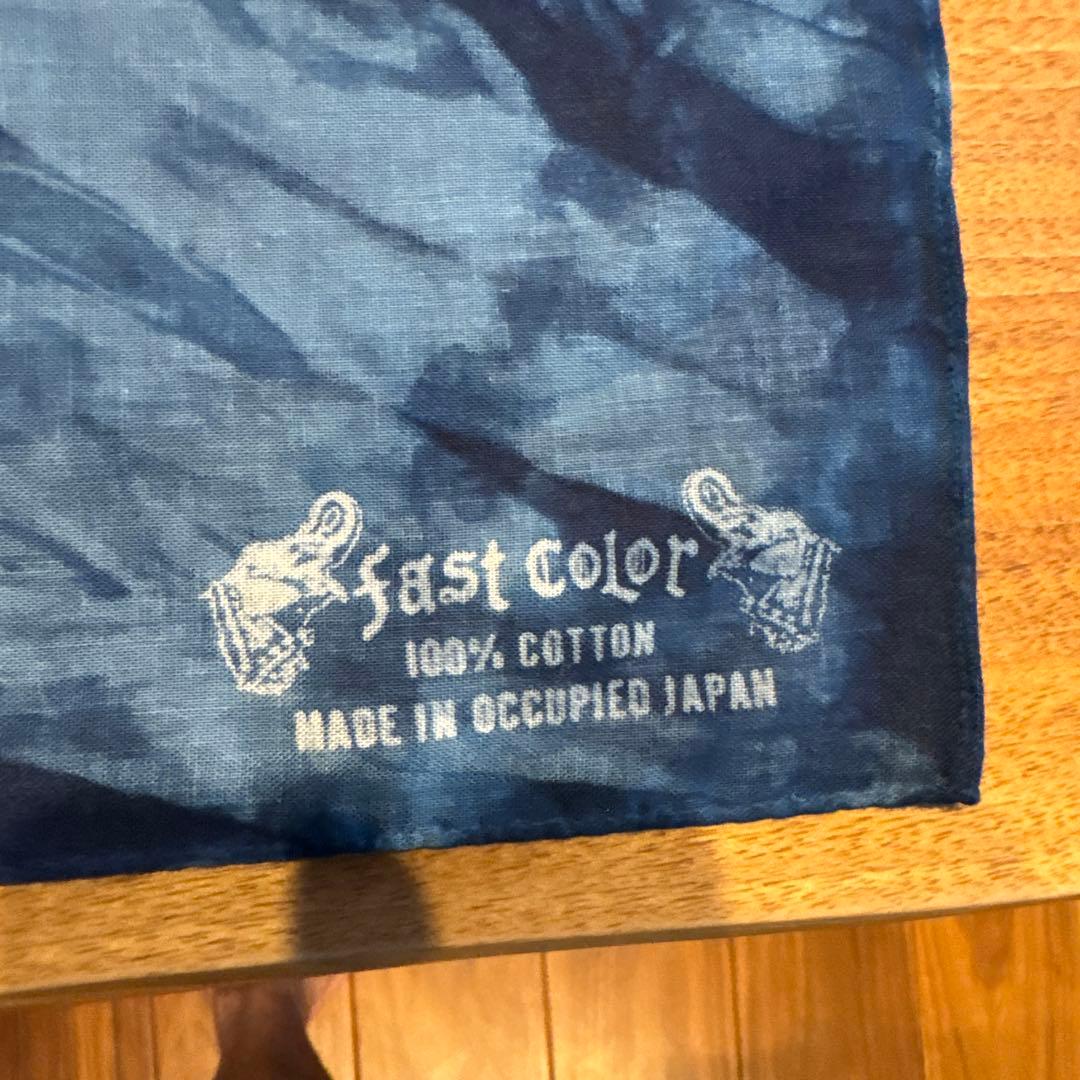 fast color
100% COTTON
MADE IN OCCUPIED JAPAN